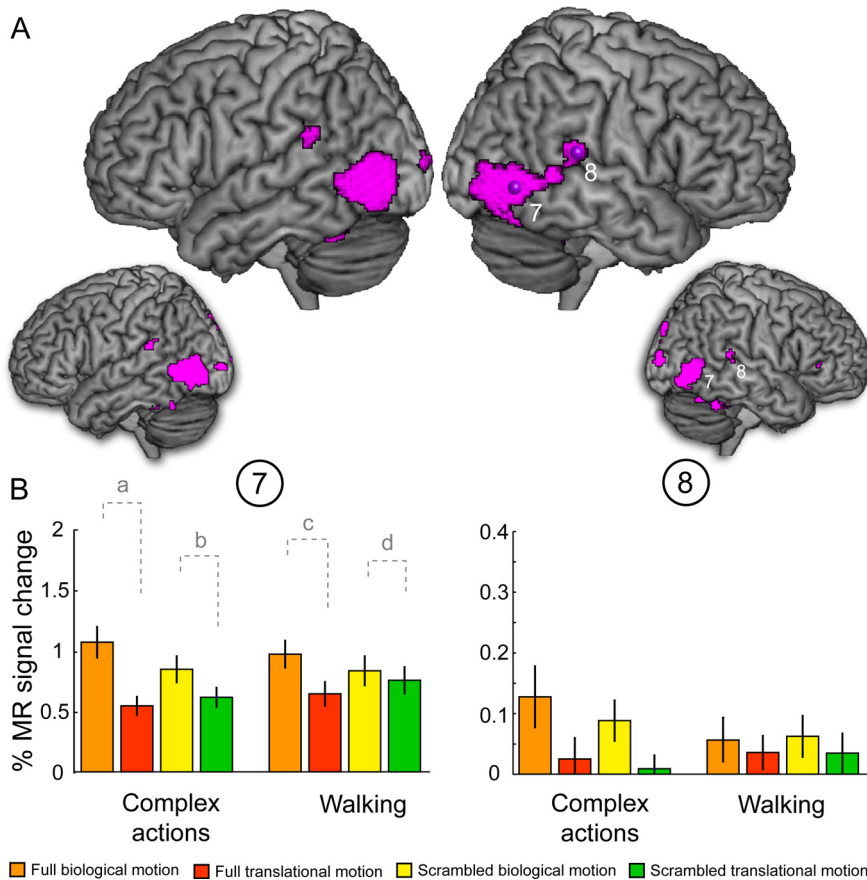 A
8
7
7
8
B
7
8
a
b
c
d
% MR signal change
2
1.5
1
0.5
0
Complex actions
Walking
0.4
0.3
0.2
0.1
0
Complex actions
Walking
Full biological motion
Full translational motion
Scrambled biological motion
Scrambled translational motion